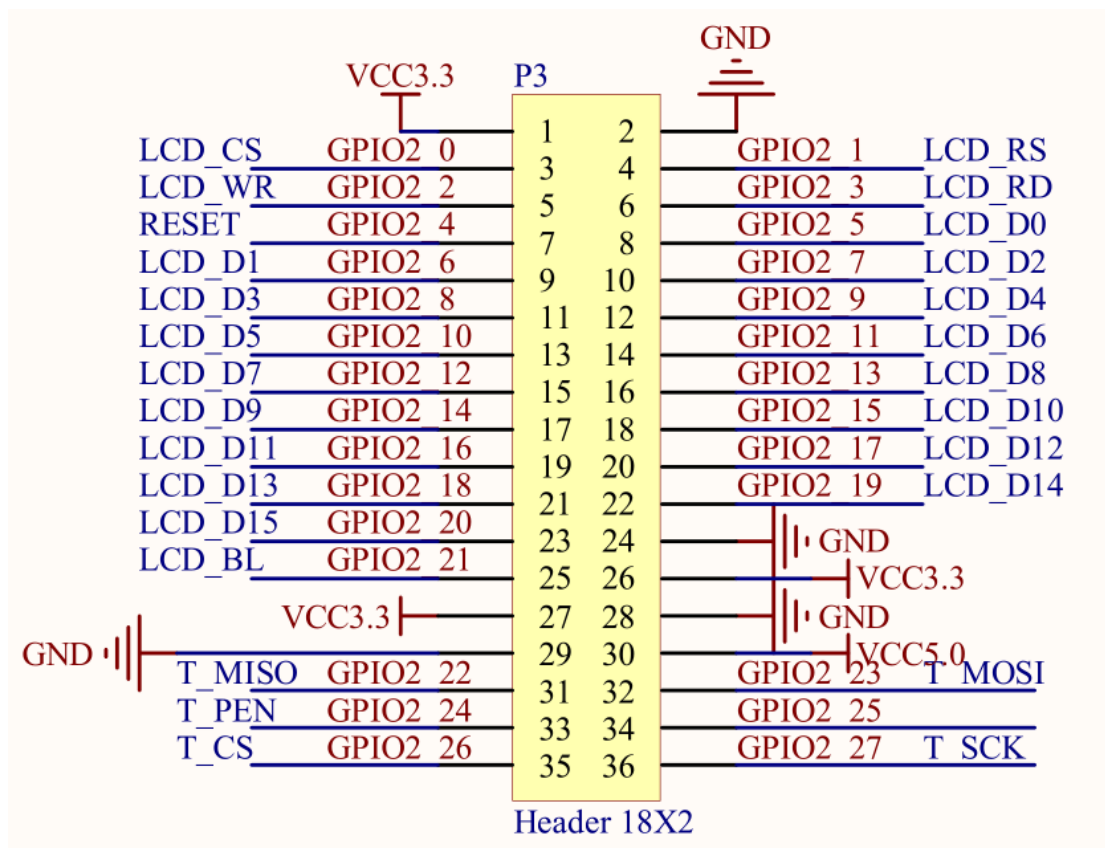 GND
VCC3.3 P3
1 2
LCD_CS GPIO2_0 3 4 GPIO2_1 LCD_RS
LCD_WR GPIO2_2 5 6 GPIO2_3 LCD_RD
RESET GPIO2_4 7 8 GPIO2_5 LCD_D0
LCD_D1 GPIO2_6 9 10 GPIO2_7 LCD_D2
LCD_D3 GPIO2_8 11 12 GPIO2_9 LCD_D4
LCD_D5 GPIO2_10 13 14 GPIO2_11 LCD_D6
LCD_D7 GPIO2_12 15 16 GPIO2_13 LCD_D8
LCD_D9 GPIO2_14 17 18 GPIO2_15 LCD_D10
LCD_D11 GPIO2_16 19 20 GPIO2_17 LCD_D12
LCD_D13 GPIO2_18 21 22 GPIO2_19 LCD_D14
LCD_D15 GPIO2_20 23 24 GND
LCD_BL GPIO2_21 25 26 VCC3.3
VCC3.3 27 28 GND
GND 29 30 VCC5.0
T_MISO GPIO2_22 31 32 GPIO2_23 T_MOSI
T_PEN GPIO2_24 33 34 GPIO2_25
T_CS GPIO2_26 35 36 GPIO2_27 T_SCK
Header 18X2